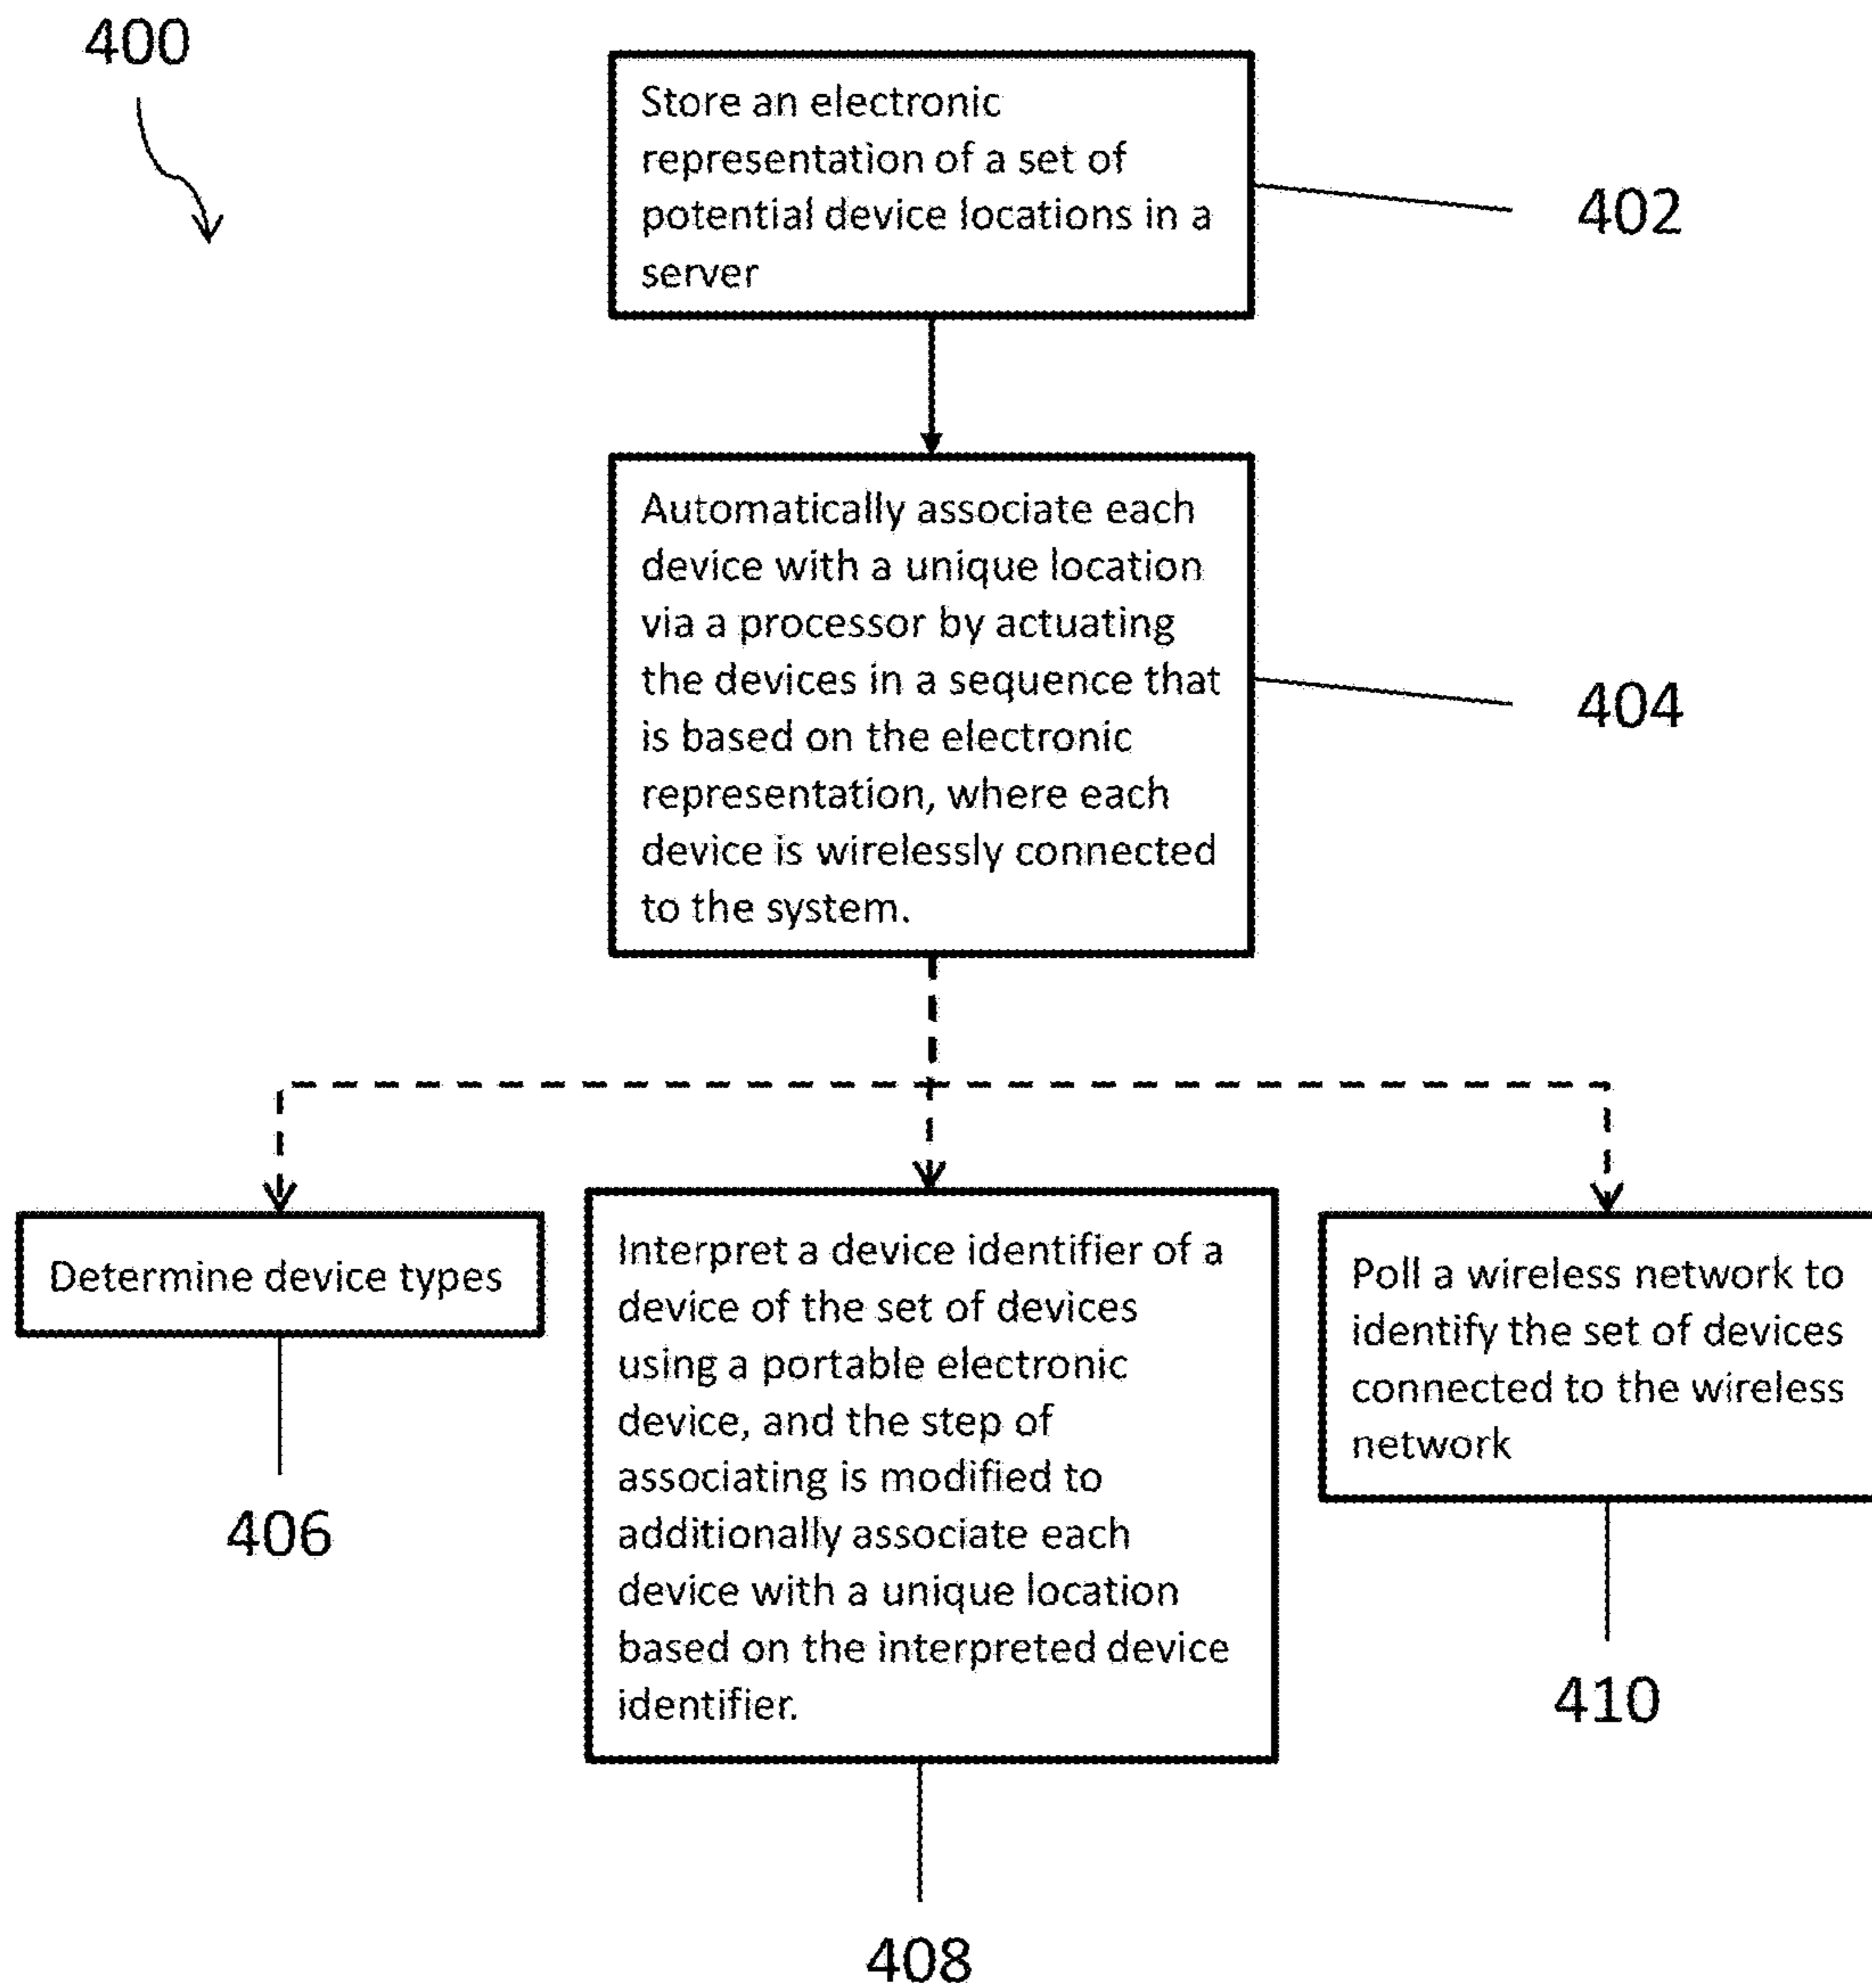 400
Store an electronic
representation of a set of
potential device locations in a
server
402
Automatically associate each
device with a unique location
via a processor by actuating
the devices in a sequence that
is based on the electronic
representation, where each
device is wirelessly connected
to the system.
404
Determine device types
406
Interpret a device identifier of a
device of the set of devices
using a portable electronic
device, and the step of
associating is modified to
additionally associate each
device with a unique location
based on the interpreted device
identifier.
408
Poll a wireless network to
identify the set of devices
connected to the wireless
network
410